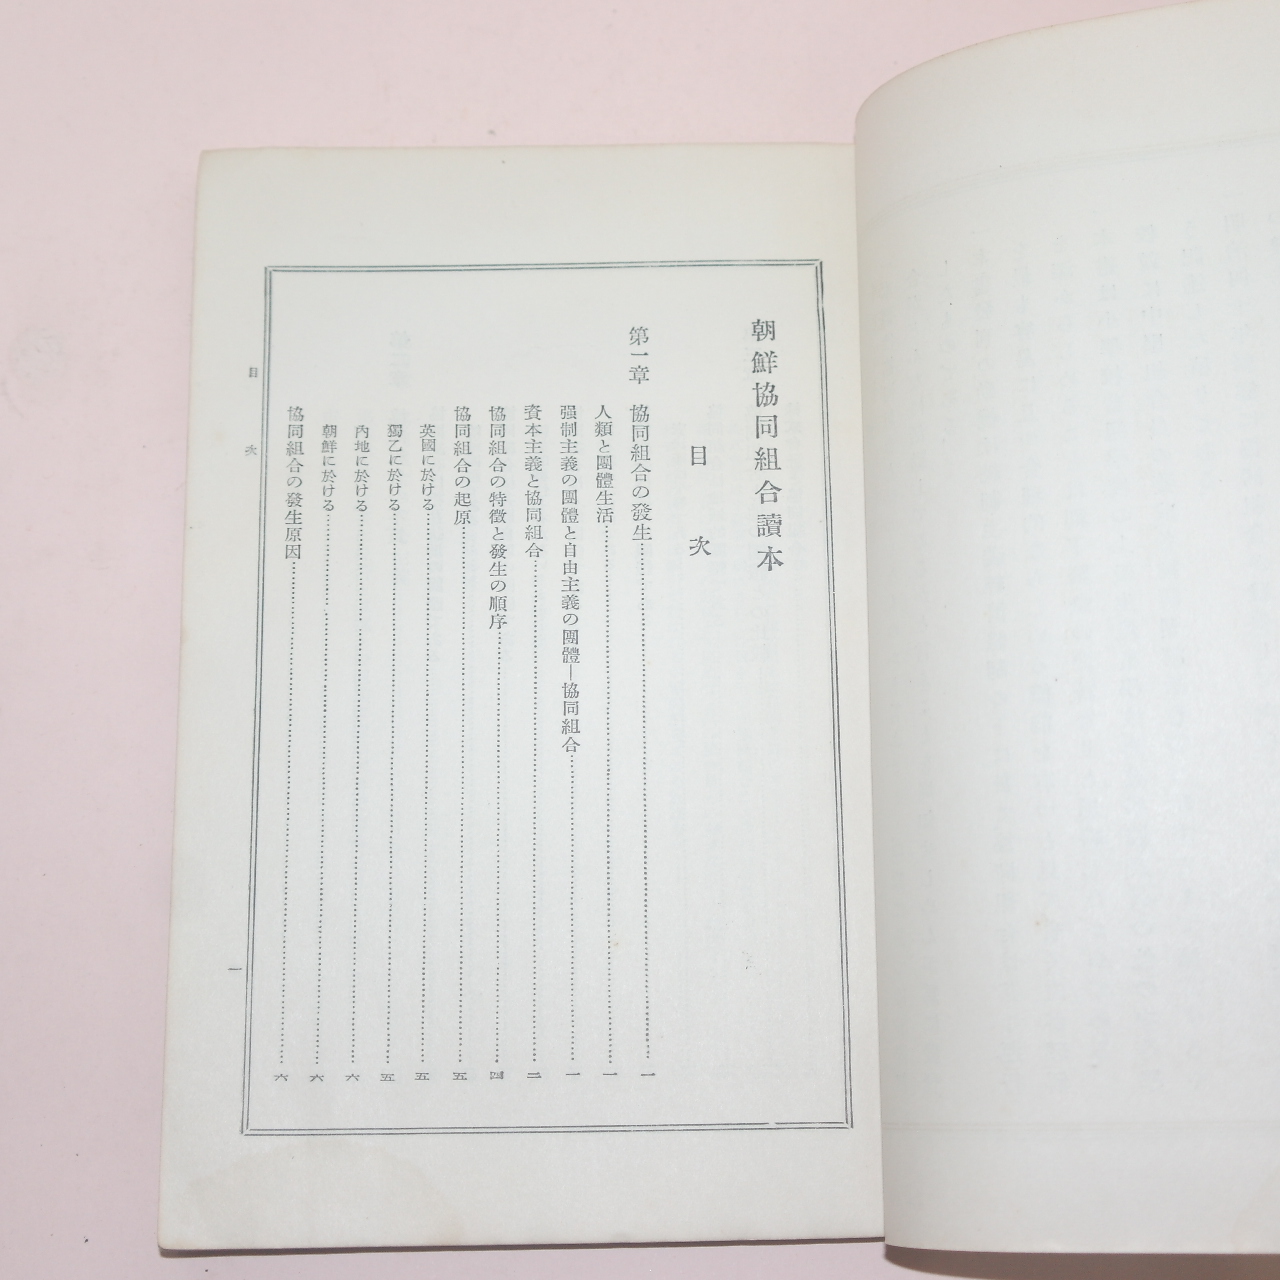 朝鮮協同組合讀本
目次
第一章 協同組合の發生……一
人類と團體生活……一
强制主義の團體と自由主義の團體―協同組合……一
資本主義と協同組合……二
協同組合の特徴と發生の順序……四
協同組合の起原……五
英國に於ける……五
獨乙に於ける……五
內地に於ける……六
朝鮮に於ける……六
協同組合の發生原因……六
目次
一